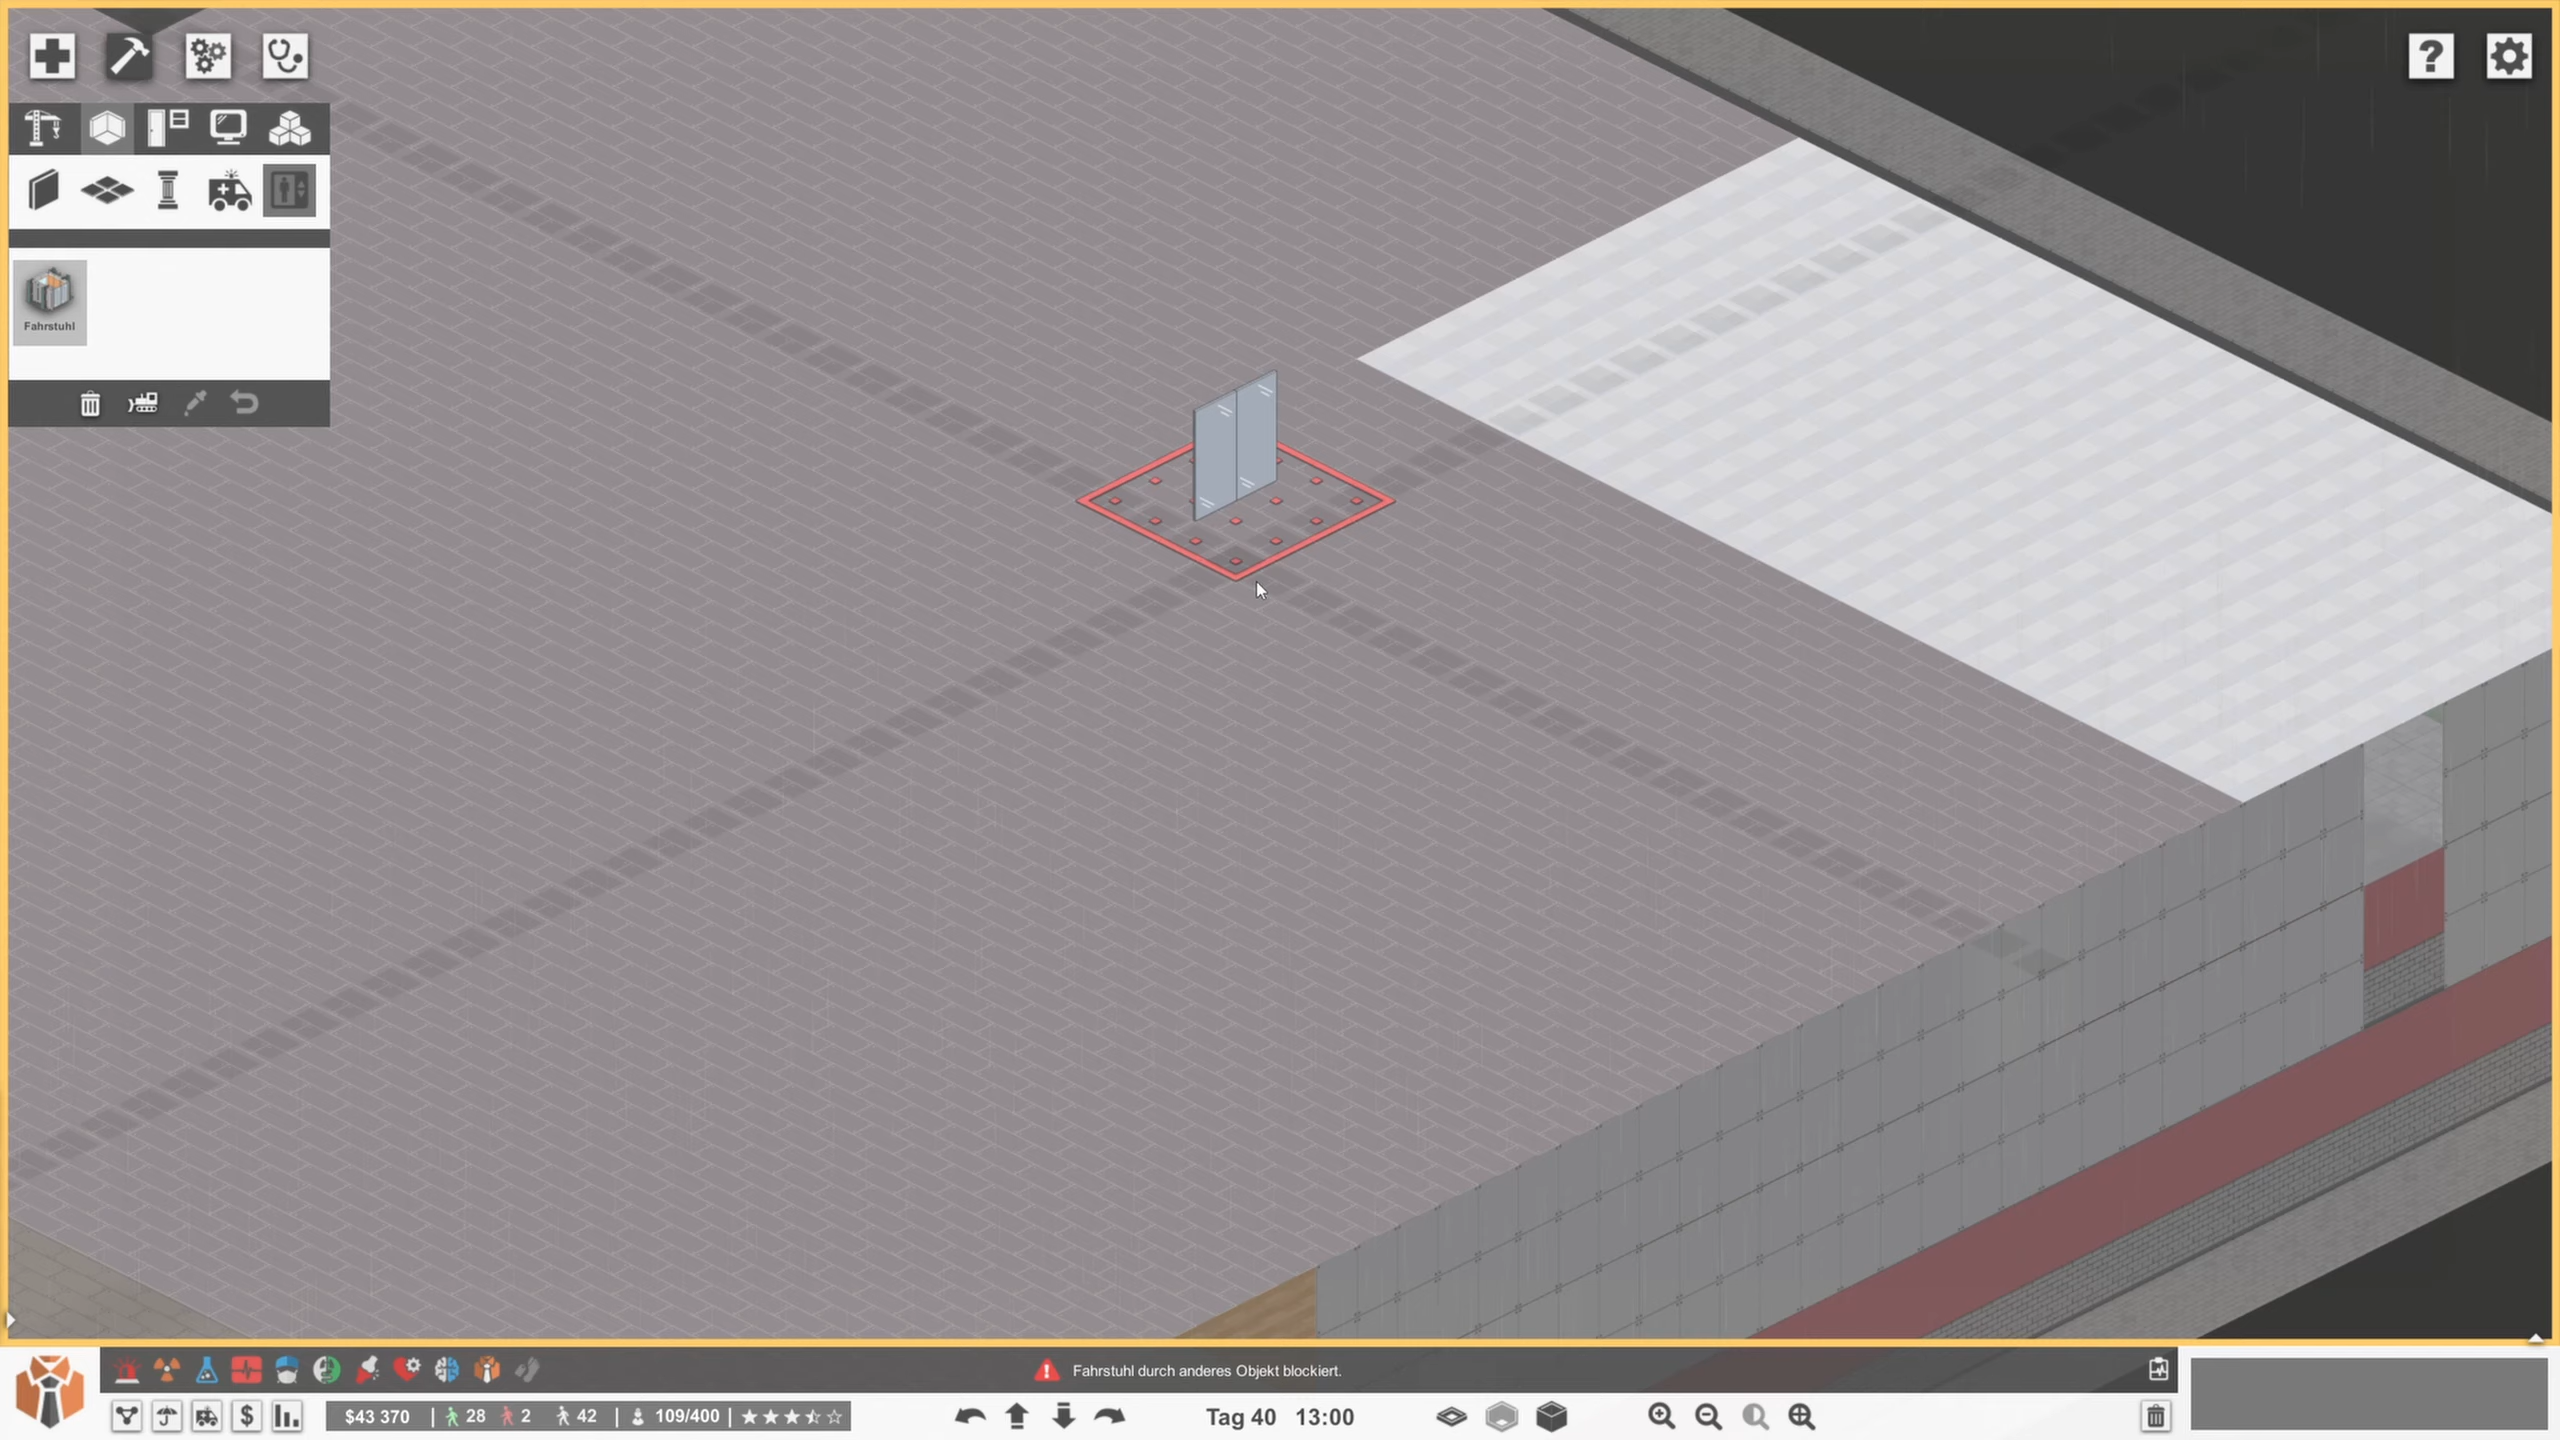 ?
Fahrstuhl
Fahrstuhl durch anderes Objekt blockiert.
$
$43 370 | 28 2 42 | 109/400 |
Tag 40 13:00